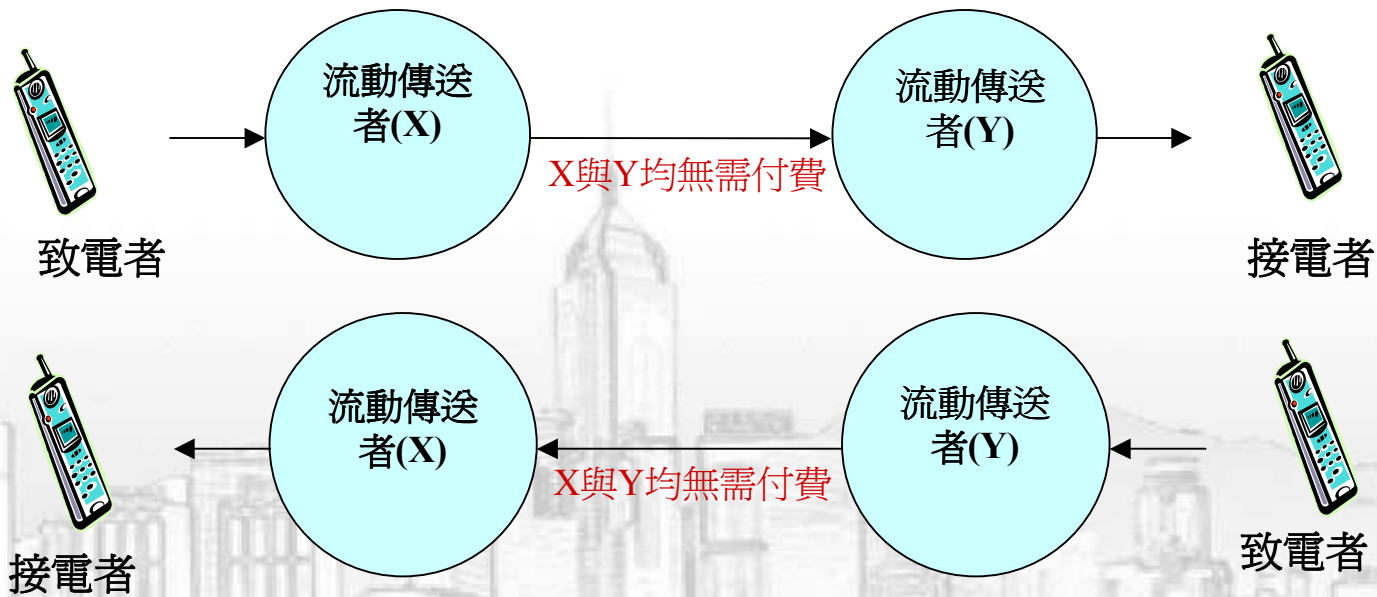 流動傳送
者(X)
流動傳送
者(Y)
X與Y均無需付費
致電者
接電者
流動傳送
者(X)
流動傳送
者(Y)
X與Y均無需付費
接電者
致電者